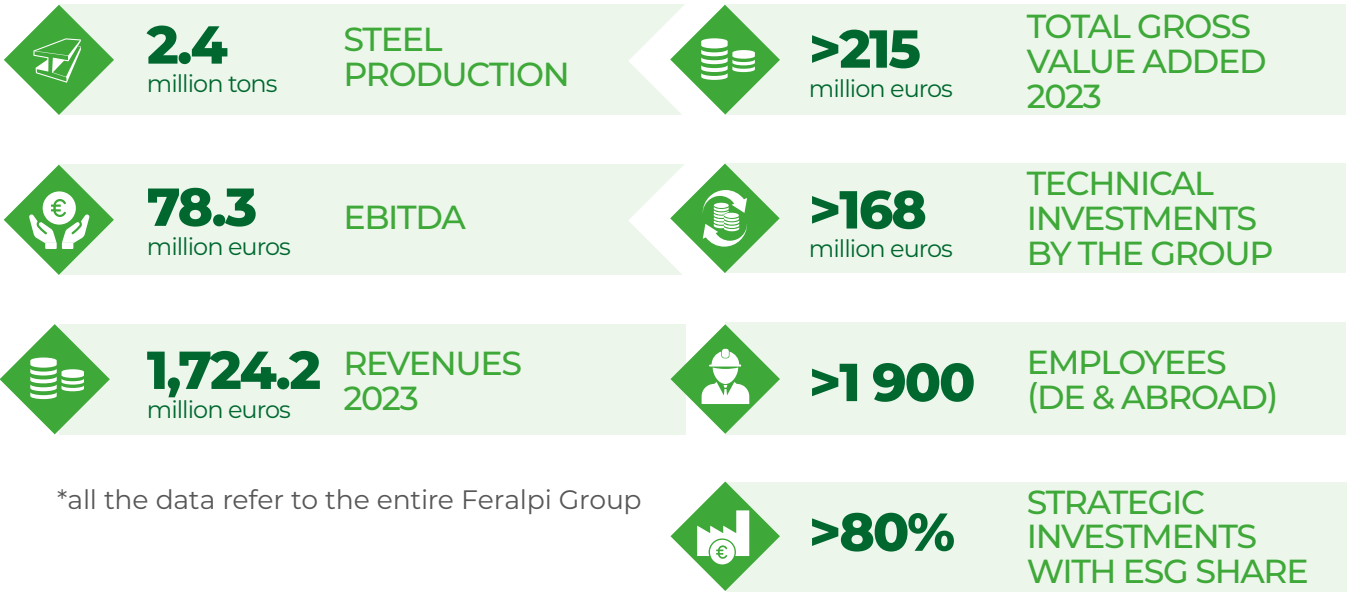 2.4
million tons
STEEL
PRODUCTION
>215
million euros
TOTAL GROSS
VALUE ADDED
2023
78.3
million euros
EBITDA
>168
million euros
TECHNICAL
INVESTMENTS
BY THE GROUP
1,724.2
million euros
REVENUES
2023
>1 900
EMPLOYEES
(DE & ABROAD)
*all the data refer to the entire Feralpi Group
>80%
STRATEGIC
INVESTMENTS
WITH ESG SHARE